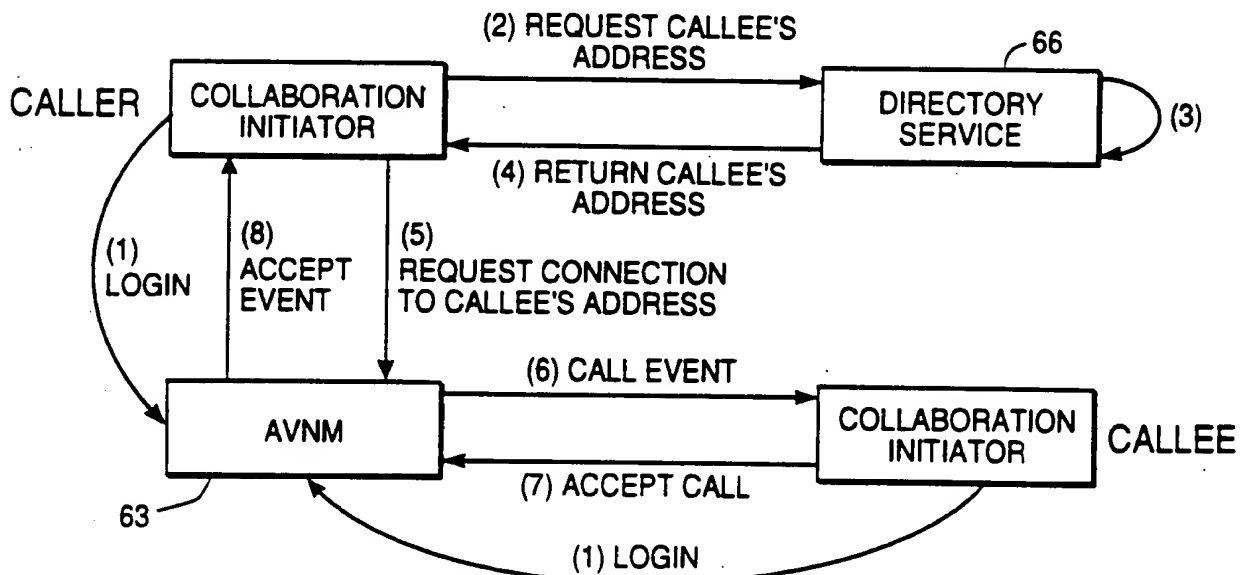 (2) REQUEST CALLEE'S
ADDRESS
66
CALLER
COLLABORATION
INITIATOR
DIRECTORY
SERVICE
(3)
(4) RETURN CALLEE'S
ADDRESS
(1)
LOGIN
(8)
ACCEPT
EVENT
(5)
REQUEST CONNECTION
TO CALLEE'S ADDRESS
(6) CALL EVENT
AVNM
COLLABORATION
INITIATOR
CALLEE
(7) ACCEPT CALL
63
(1) LOGIN